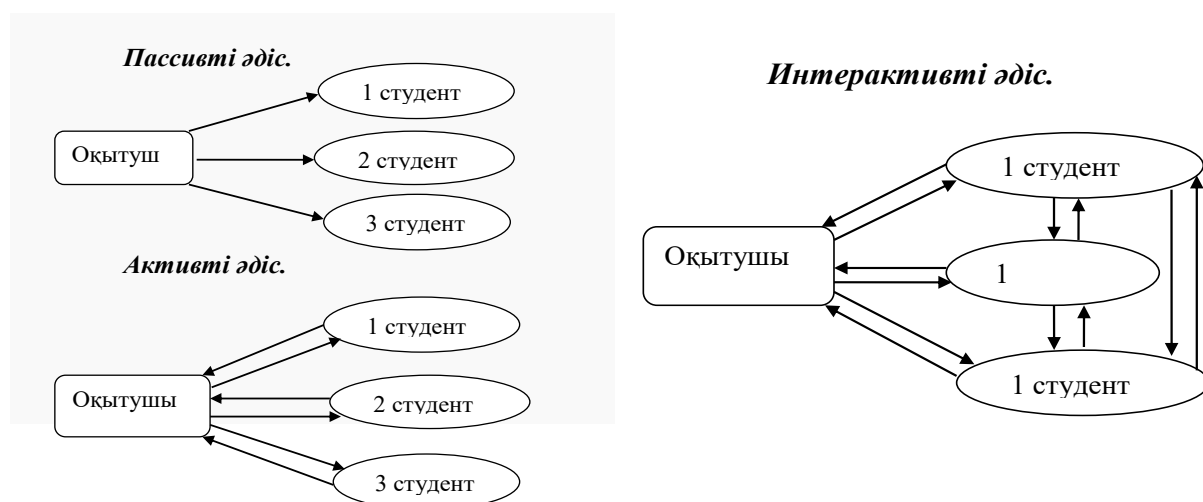 Пассивті әдіс.
1 студент
Оқытуш
2 студент
3 студент
Активті әдіс.
1 студент
Оқытушы
2 студент
3 студент
Интерактивті әдіс.
1 студент
Оқытушы
1
1 студент